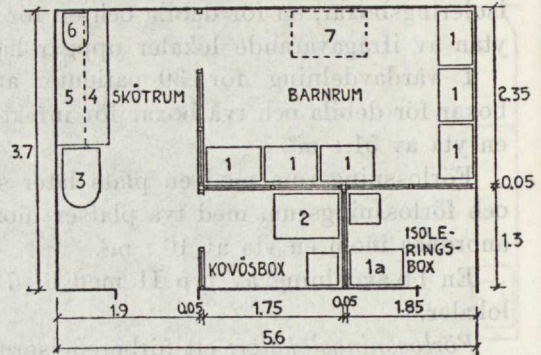 6
7
1
5 4 SKÖTRUM BARNRUM 1 2.35
3.7
3 1 1 1 1
0,05
2 ISOLE-
RINGS-
BOX 1.3
KUVÖSBOX 1a
1.9 0.05 1.75 0.05 1.85
5.6